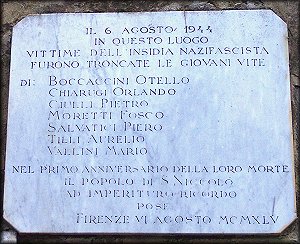 IL 6 AGOSTO 1944
IN QUESTO LUOGO
VITTIME DELL'INSIDIA NAZIFASCISTA
FURONO TRONCATE LE GIOVANI VITE
DI: BOCCACCINI OTELLO
CHIARUGI ORLANDO
CIULLI PIETRO
MORETTI FOSCO
SALVATICI PIERO
TILLI AURELIO
VALLINI MARIO
NEL PRIMO ANNIVERSARIO DELLA LORO MORTE
IL POPOLO DI S. NICCOLO
AD IMPERITURO RICORDO
POSE
FIRENZE VI AGOSTO MCMXLV